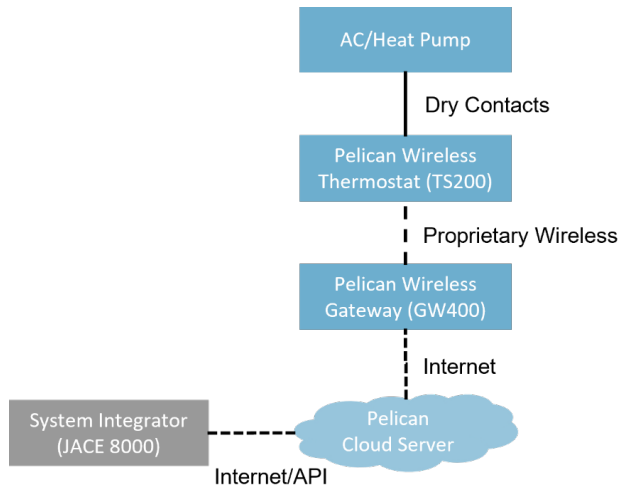 AC/Heat Pump
Dry Contacts
Pelican Wireless
Thermostat (TS200)
Proprietary Wireless
Pelican Wireless
Gateway (GW400)
Internet
Pelican
Cloud Server
System Integrator
(JACE 8000)
Internet/API